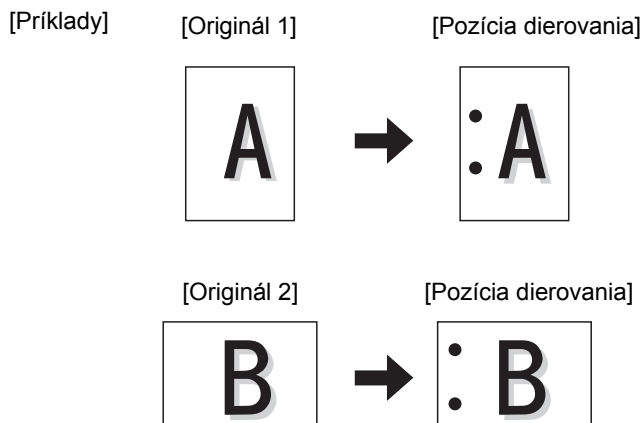 [Príklady] [Originál 1] [Pozícia dierovania]
A A
[Originál 2] [Pozícia dierovania]
B B